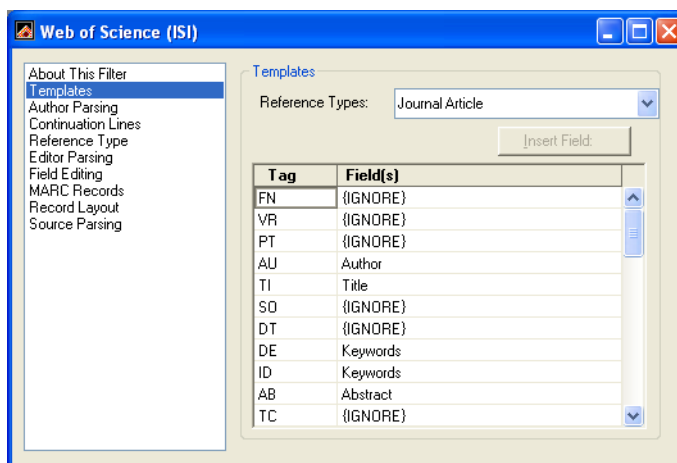 Web of Science (ISI)
About This Filter
Templates
Author Parsing
Continuation Lines
Reference Type
Editor Parsing
Field Editing
MARC Records
Record Layout
Source Parsing
Templates
Reference Types: Journal Article
Insert Field:
Tag Field(s)
FN {IGNORE}
VR {IGNORE}
PT {IGNORE}
AU Author
TI Title
SO {IGNORE}
DT {IGNORE}
DE Keywords
ID Keywords
AB Abstract
TC {IGNORE}